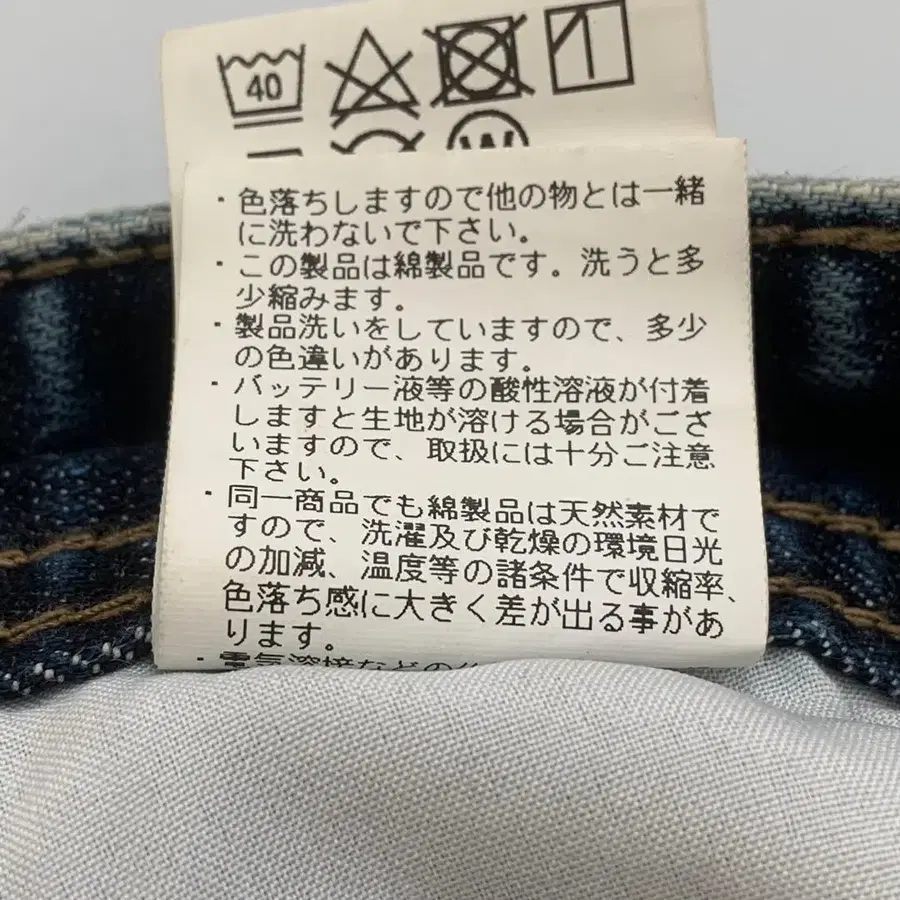 40
W
・色落ちしますので他の物とは一緒
に洗わないで下さい。
・この製品は綿製品です。洗うと多
少縮みます。
・製品洗いをしていますので、多少
の色違いがあります。
・バッテリー液等の酸性溶液が付着
しますと生地が溶ける場合がござ
いますので、取扱には十分ご注意
下さい。
・同一商品でも綿製品は天然素材で
すので、洗濯及び乾燥の環境日光
の加減、温度等の諸条件で収縮率、
色落ち感に大きく差が出る事があ
ります。
・電気溶接などの